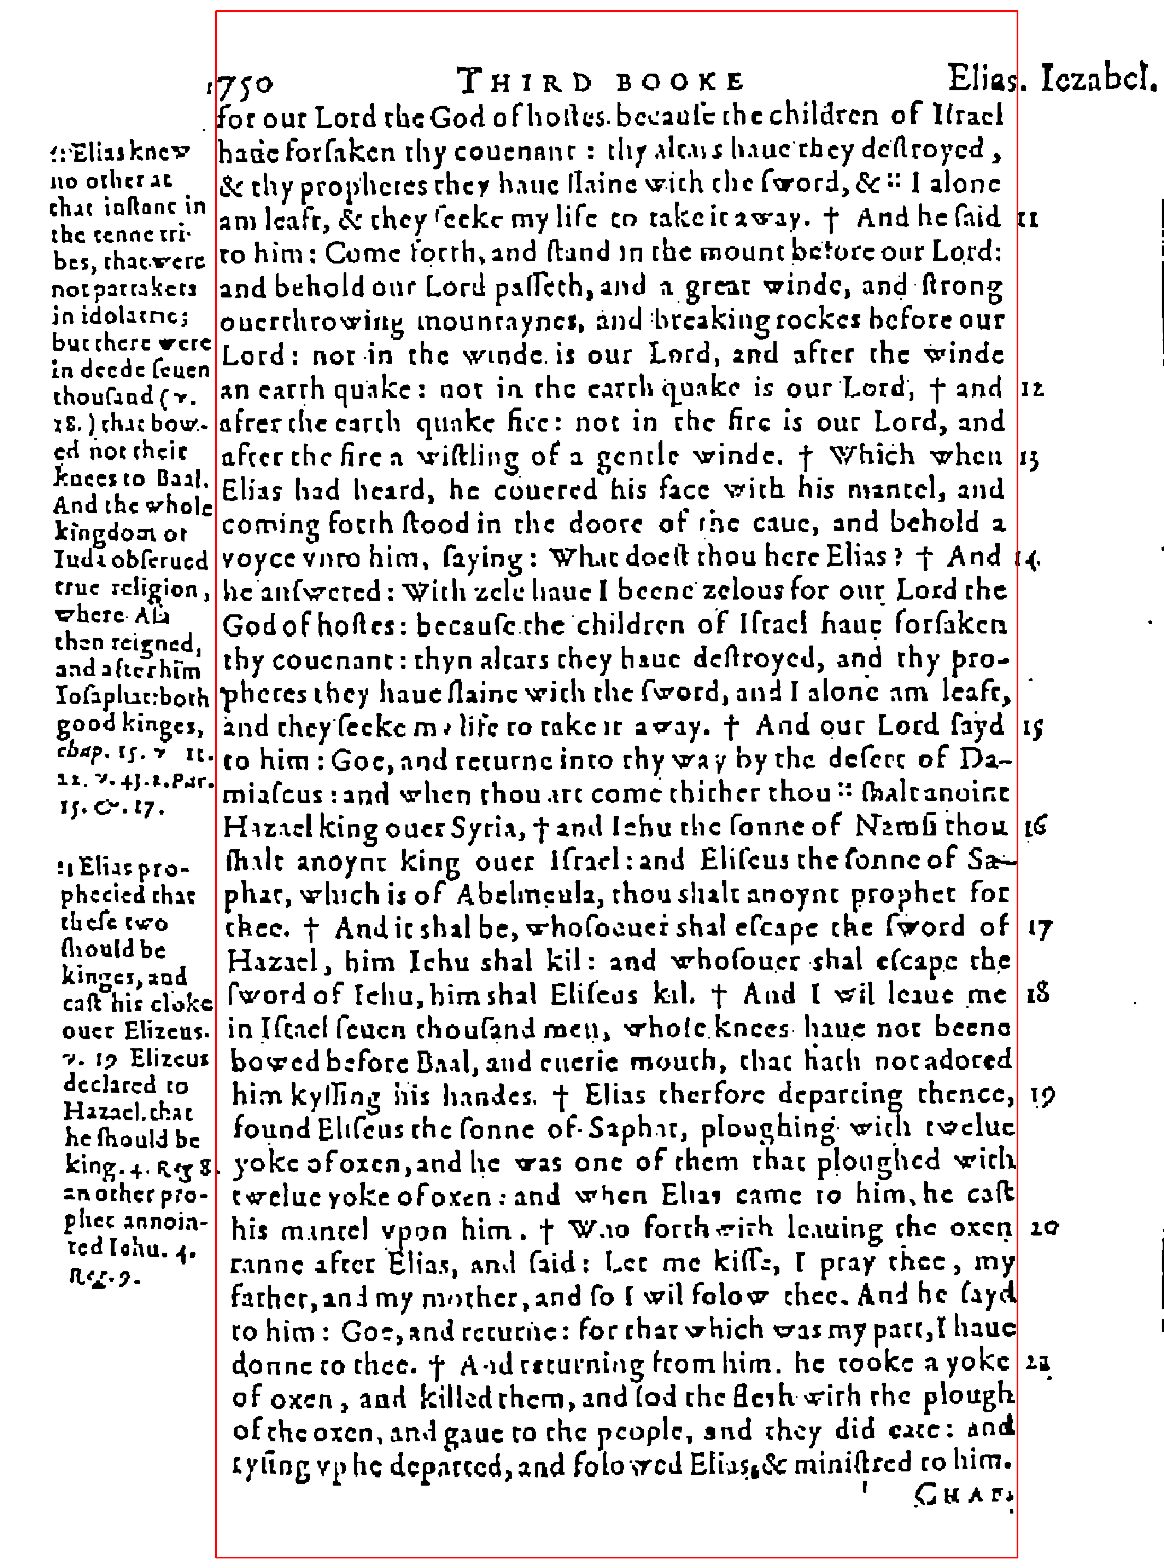 1750 THIRD BOOKE Elias. Iezabel.
for our Lord the God of hostes. because the children of Israel
haue forsaken thy couenant : thy altars haue they destroyed ,
& thy prophetes they haue slaine with the sword, & :: I alone
am least, & they seeke my life to take it away. † And he said 11
to him : Come forth, and stand in the mount before our Lord:
and behold our Lord passeth, and a great winde, and strong
ouerthrowing mountaynes, and breaking rockes before our
Lord : not in the winde is our Lord, and after the winde
an earth quake : not in the earth quake is our Lord, † and 12
after the earth quake fire: not in the fire is our Lord, and
after the fire a wistling of a gentle winde. † Which when 13
Elias had heard, he couered his face with his mantel, and
coming forth stood in the doore of the caue, and behold a
voyce vnto him, saying : What doest thou here Elias ? † And 14.
he answered : With zele haue I beene zelous for our Lord the
God of hostes : because the children of Israel haue forsaken
thy couenant : thyn altars they haue destroyed, and thy pro-
phetes they haue slaine with the sword, and I alone am least,
and they seeke my life to take it away. † And our Lord sayd 15
to him : Goe, and returne into thy way by the desert of Da-
mascus : and when thou art come thither thou :: shalt anoint
Hazael king ouer Syria, † and Iehu the sonne of Namsi thou 16
shalt anoynt king ouer Israel : and Eliseus the sonne of Sa-
phat, which is of Abelmeula, thou shalt anoynt prophet for
thee. † And it shal be, whosoeuer shal escape the sword of 17
Hazael, him Iehu shal kil : and whosouer shal escape the
sword of Iehu, him shal Eliseus kil. † And I wil leaue me 18
in Israel seuen thousand men, whose knees haue not beene
bowed before Baal, and euerie mouth, that hath not adored
him kyssing his handes. † Elias therfore departing thence, 19
found Eliseus the sonne of Saphat, ploughing with twelue
yoke of oxen, and he was one of them that ploughed with
twelue yoke of oxen : and when Elias came to him, he cast
his mantel vpon him. † Who forthwith leauing the oxen 20
ranne after Elias, and said : Let me kisse, I pray thee, my
father, and my mother, and so I wil folow thee. And he sayd
to him : Goe, and returne : for that which was my part, I haue
donne to thee. † And returning from him, he tooke a yoke 21
of oxen, and killed them, and sod the flesh with the plough
of the oxen, and gaue to the people, and they did eate : and
rysing vp he departed, and folowed Elias, & ministred to him.
CHAP.
:: Elias knew
no other at
that instant in
the tenne tri-
bes, that were
not partakers
in idolatrie;
but there were
in deede seuen
thousand ( v.
18. ) that bow-
ed not their
knees to Baal.
And the whole
kingdom of
Iuda obserued
true religion,
where Asa
then reigned,
and after him
Iosaphat: both
good kinges,
chap. 15. v 11.
22. v. 43. 2. Par.
15. & . 17.
:: Elias pro-
phecied that
these two
should be
kinges, and
cast his cloke
ouer Elizeus.
v. 19 Elizeus
declared to
Hazael. that
he should be
king. 4. Reg 8.
an other pro-
phet annoin-
ted Iehu. 4.
Reg. 9.